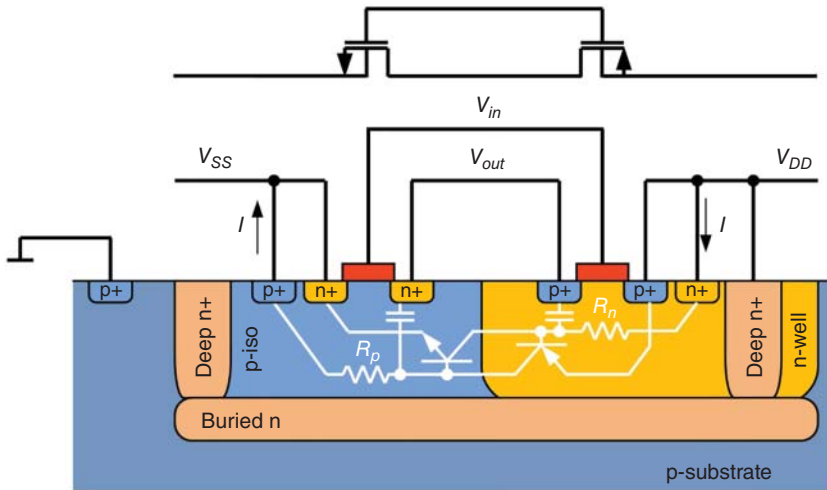 V_in
V_SS
V_out
V_DD
I
I
p+
p+
n+
n+
p+
p+
n+
Deep n+
p-iso
R_p
R_n
Deep n+
n-well
Buried n
p-substrate